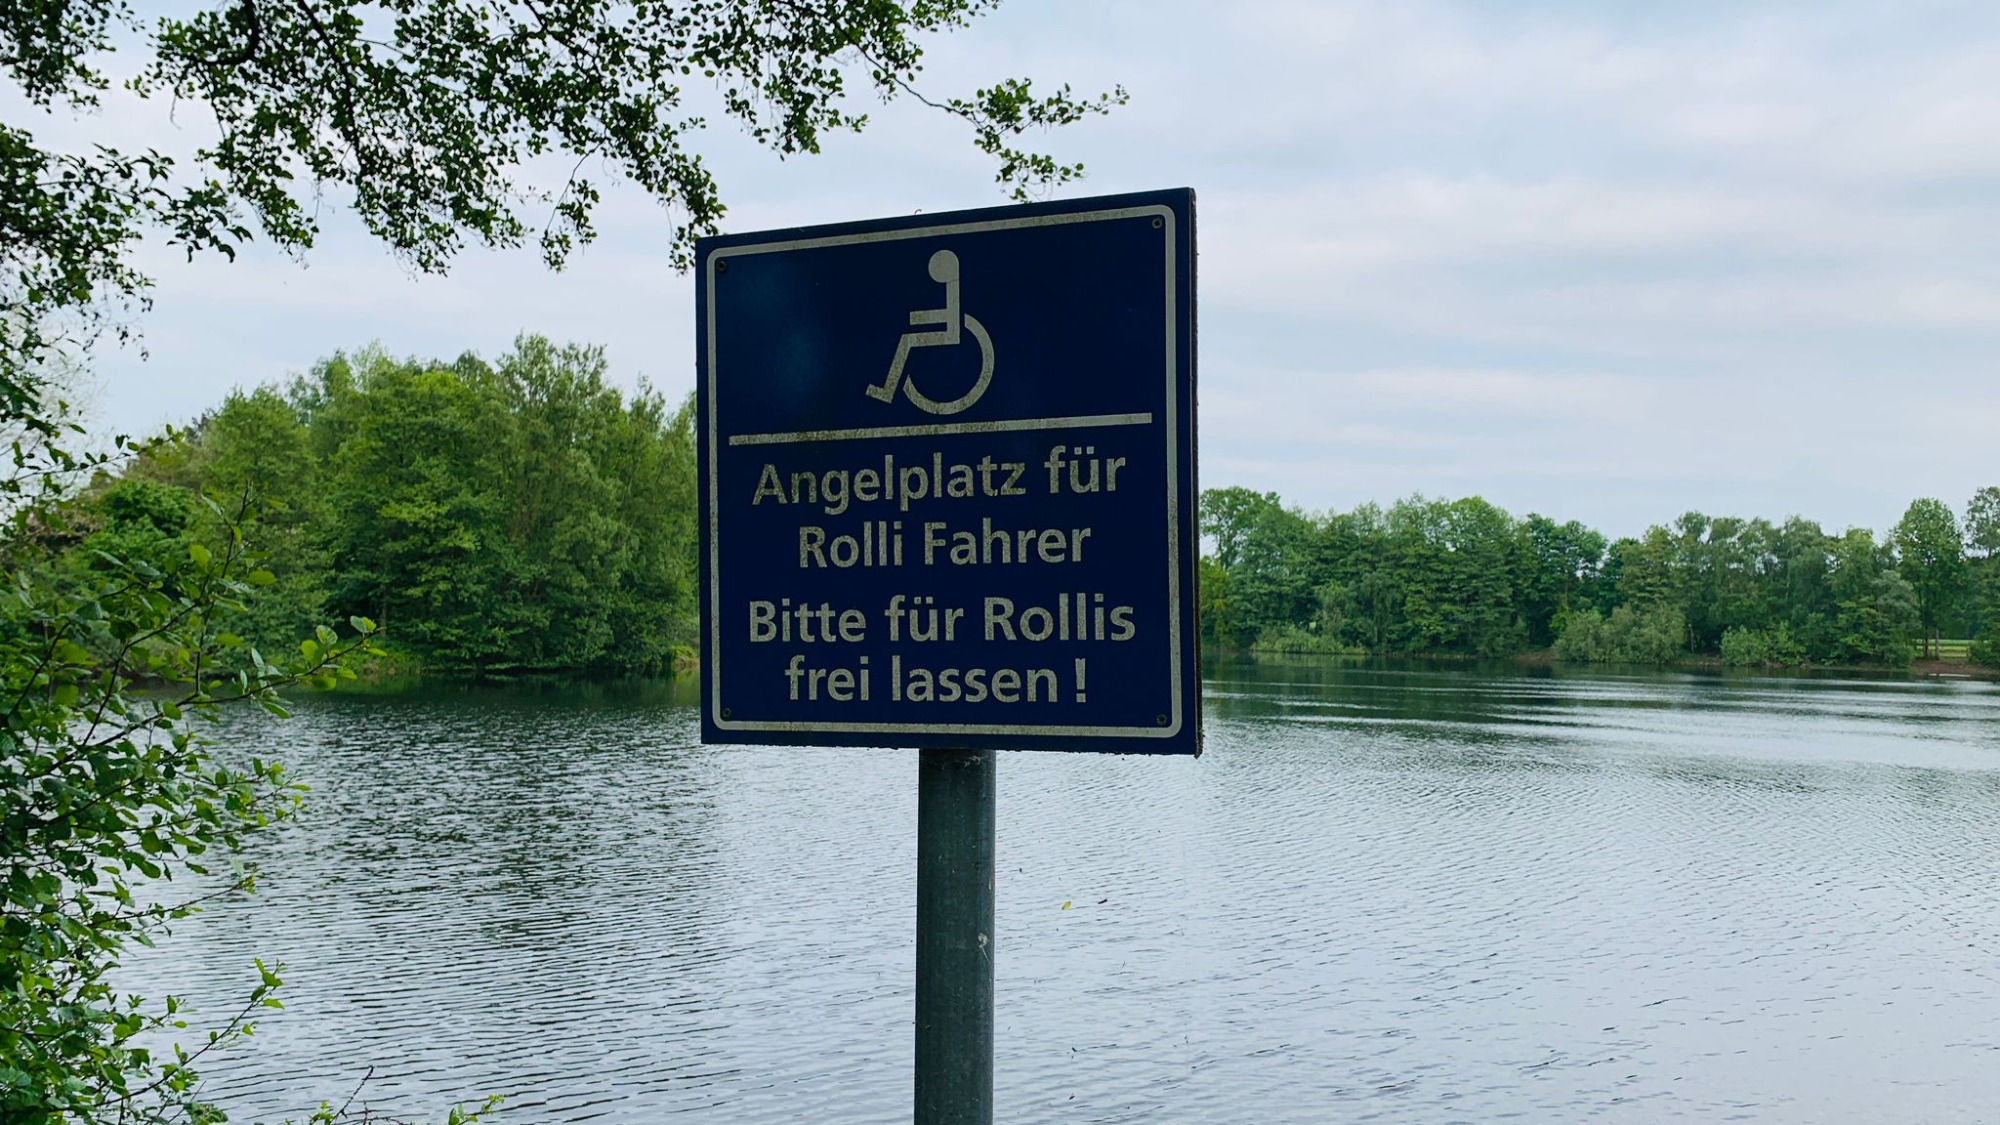 Angelplatz für
Rolli Fahrer
Bitte für Rollis
frei lassen !